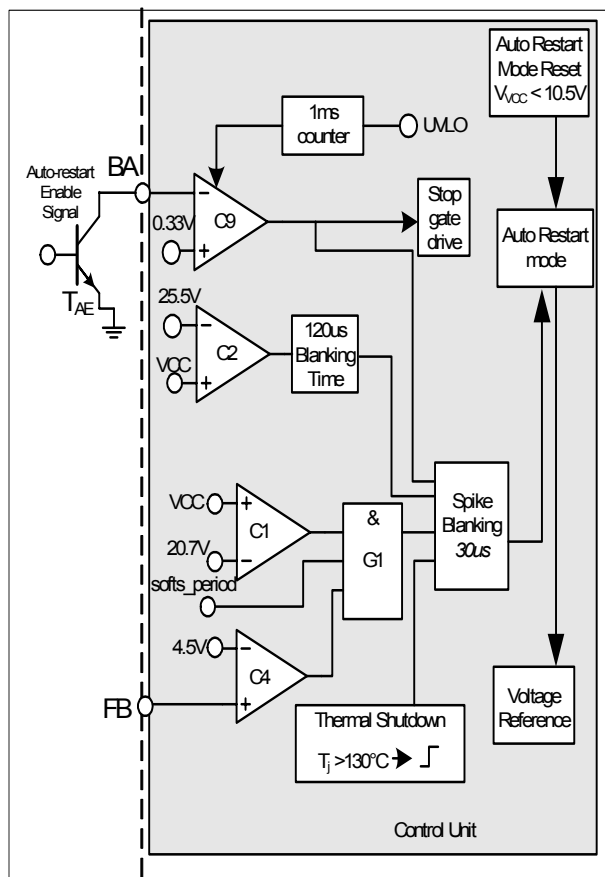 Auto Restart
Mode Reset
VVCC < 10.5V
1ms
counter
UVLO
BA
Auto-restart
Enable
Signal
TAE
0.33V
−
+
C9
Stop
gate
drive
Auto Restart
mode
25.5V
VCC
−
+
C2
120us
Blanking
Time
VCC
20.7V
+
−
C1
softs_period
&
G1
Spike
Blanking
30us
4.5V
−
+
C4
FB
Thermal Shutdown
Tj >130°C
Voltage
Reference
Control Unit